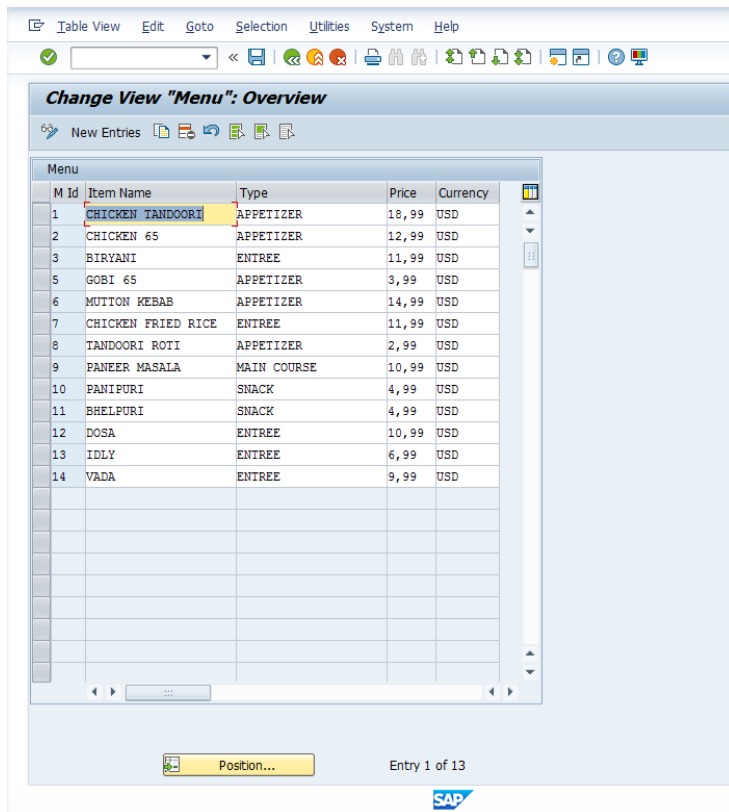 Table View Edit Goto Selection Utilities System Help
Change View "Menu": Overview
New Entries
Menu
M Id Item Name Type Price Currency
1 CHICKEN TANDOORI APPETIZER 18,99 USD
2 CHICKEN 65 APPETIZER 12,99 USD
3 BIRYANI ENTREE 11,99 USD
5 GOBI 65 APPETIZER 3,99 USD
6 MUTTON KEBAB APPETIZER 14,99 USD
7 CHICKEN FRIED RICE ENTREE 11,99 USD
8 TANDOORI ROTI APPETIZER 2,99 USD
9 PANEER MASALA MAIN COURSE 10,99 USD
10 PANIPURI SNACK 4,99 USD
11 BHELPURI SNACK 4,99 USD
12 DOSA ENTREE 10,99 USD
13 IDLY ENTREE 6,99 USD
14 VADA ENTREE 9,99 USD
Position... Entry 1 of 13
SAP